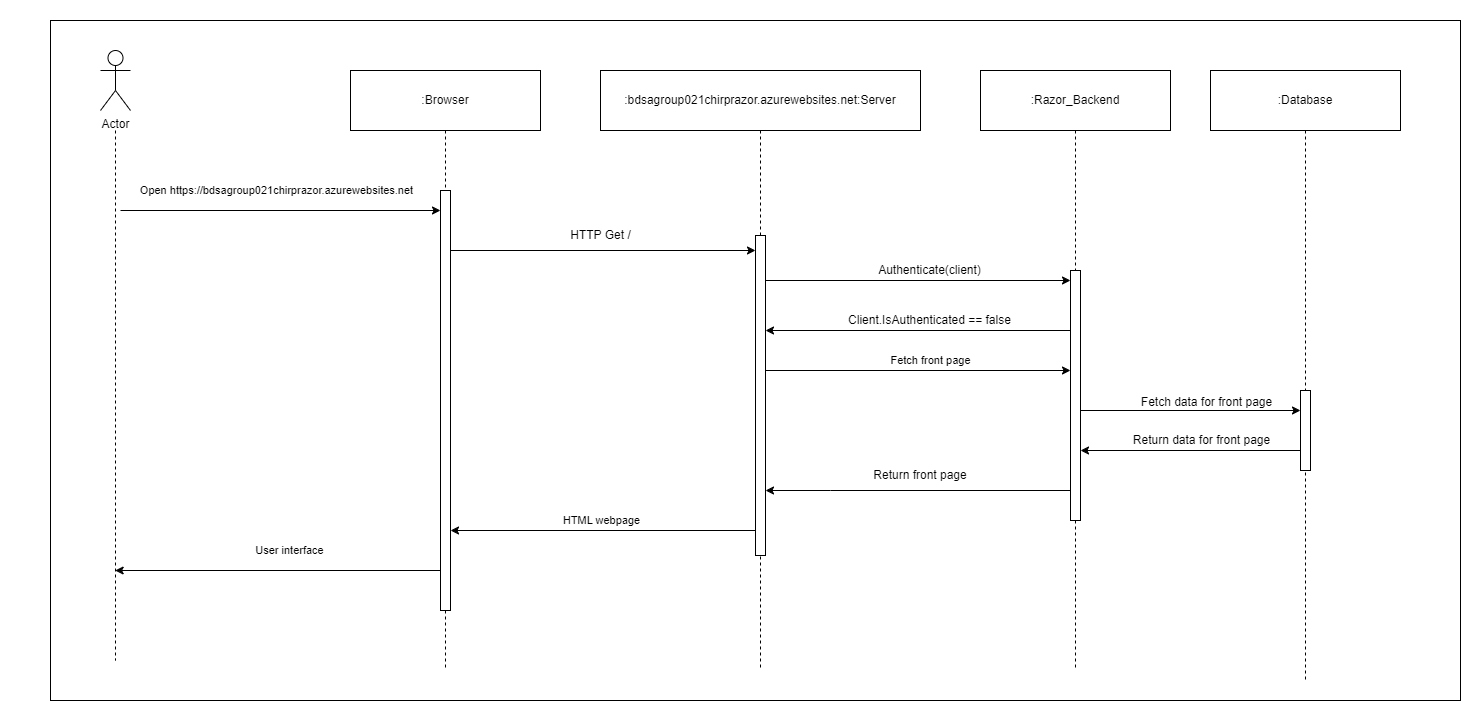 Actor
:Browser
:bdsagroup021chirprazor.azurewebsites.net:Server
:Razor_Backend
:Database
Open https://bdsagroup021chirprazor.azurewebsites.net
HTTP Get /
Authenticate(client)
Client.IsAuthenticated == false
Fetch front page
Fetch data for front page
Return data for front page
Return front page
HTML webpage
User interface